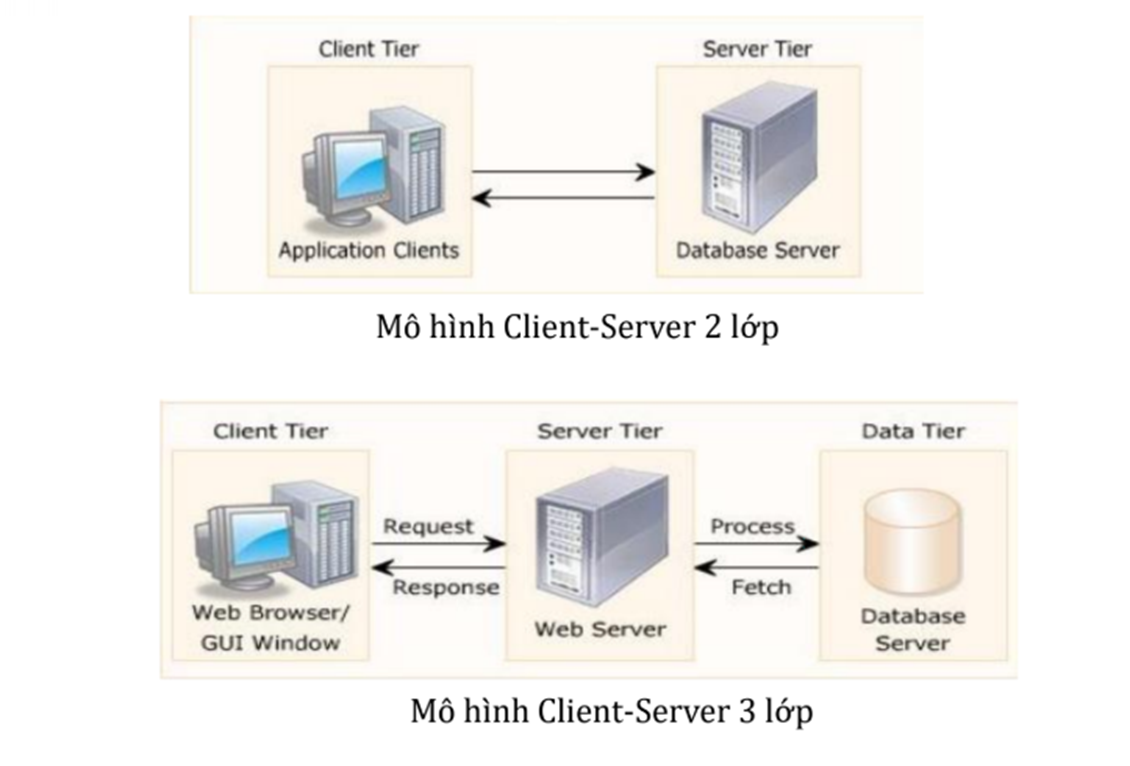 Client Tier
Server Tier
Application Clients
Database Server
Mô hình Client-Server 2 lớp
Client Tier
Server Tier
Data Tier
Request
Process
Response
Fetch
Web Browser/
GUI Window
Web Server
Database
Server
Mô hình Client-Server 3 lớp